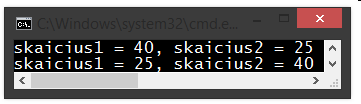 C:\Windows\system32\cmd.e...
skaicius1 = 40, skaicius2 = 25
skaicius1 = 25, skaicius2 = 40